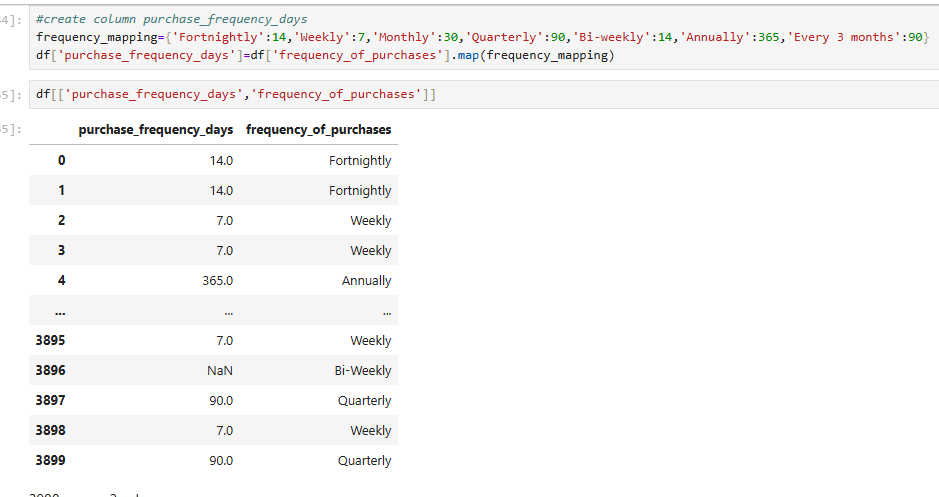 4]:
#create column purchase_frequency_days
frequency_mapping={'Fortnightly':14,'Weekly':7,'Monthly':30,'Quarterly':90,'Bi-weekly':14,'Annually':365,'Every 3 months':90}
df['purchase_frequency_days']=df['frequency_of_purchases'].map(frequency_mapping)
5]: df[['purchase_frequency_days','frequency_of_purchases']]
5]: purchase_frequency_days frequency_of_purchases
0 14.0 Fortnightly
1 14.0 Fortnightly
2 7.0 Weekly
3 7.0 Weekly
4 365.0 Annually
... ... ...
3895 7.0 Weekly
3896 NaN Bi-Weekly
3897 90.0 Quarterly
3898 7.0 Weekly
3899 90.0 Quarterly